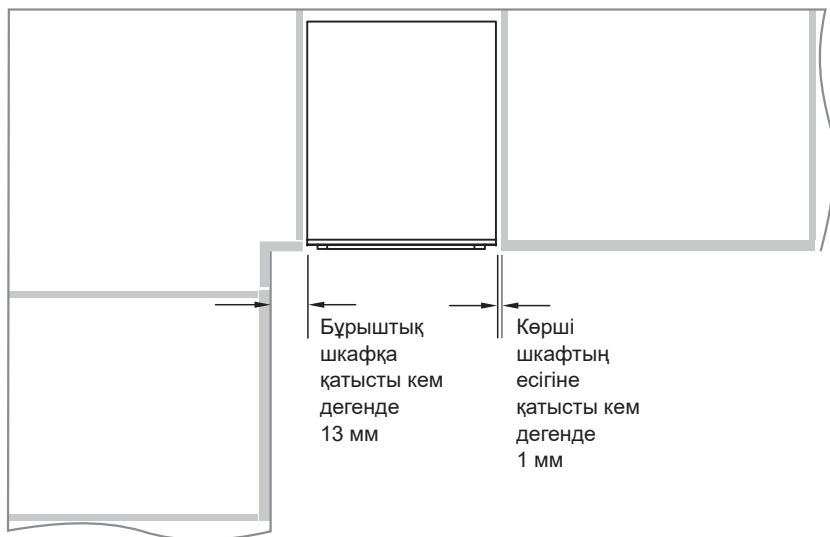 Бұрыштық
шкафқа
қатысты кем
дегенде
13 мм
Көрші
шкафтың
есігіне
қатысты кем
дегенде
1 мм